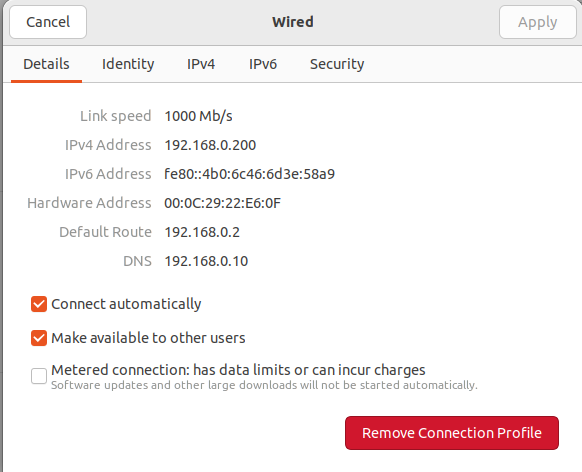 Cancel Wired Apply
Details Identity IPv4 IPv6 Security
Link speed 1000 Mb/s
IPv4 Address 192.168.0.200
IPv6 Address fe80::4b0:6c46:6d3e:58a9
Hardware Address 00:0C:29:22:E6:0F
Default Route 192.168.0.2
DNS 192.168.0.10
Connect automatically
Make available to other users
Metered connection: has data limits or can incur charges
Software updates and other large downloads will not be started automatically.
Remove Connection Profile